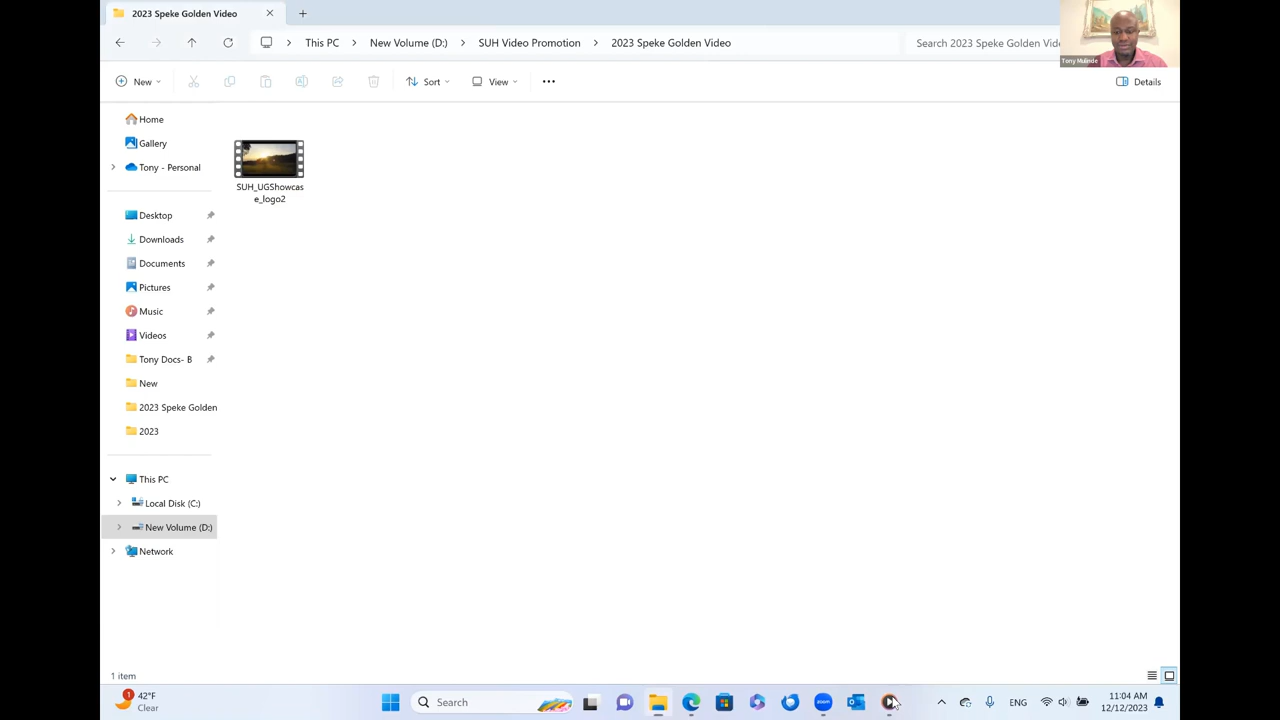 2023 Speke Golden Video
This PC New Volume (D:) SUH Video Promotion 2023 Speke Golden Video
Search 2023 Speke Golden Vide
Tony Mulinde
New Sort View Details
Home
Gallery
Tony - Personal
Desktop
Downloads
Documents
Pictures
Music
Videos
Tony Docs- B
New
2023 Speke Golden
2023
This PC
Local Disk (C:)
New Volume (D:)
Network
SUH_UGShowcas
e_logo2
1 item
1
42°F
Clear
Search
zoom
ENG
11:04 AM
12/12/2023